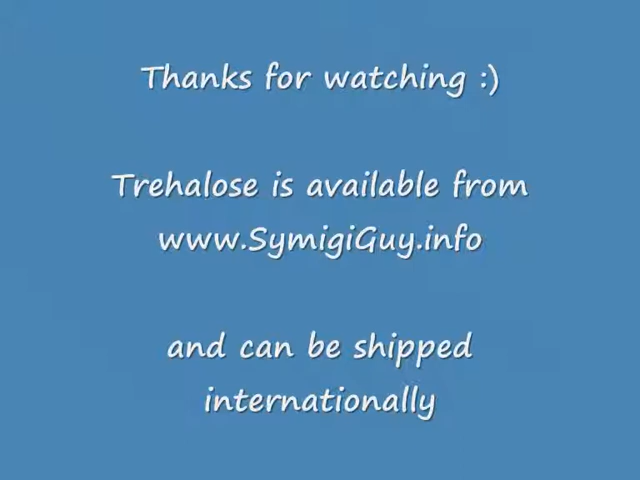 Thanks for watching :)
Trehalose is available from
www.SymigiGuy.info
and can be shipped
internationally